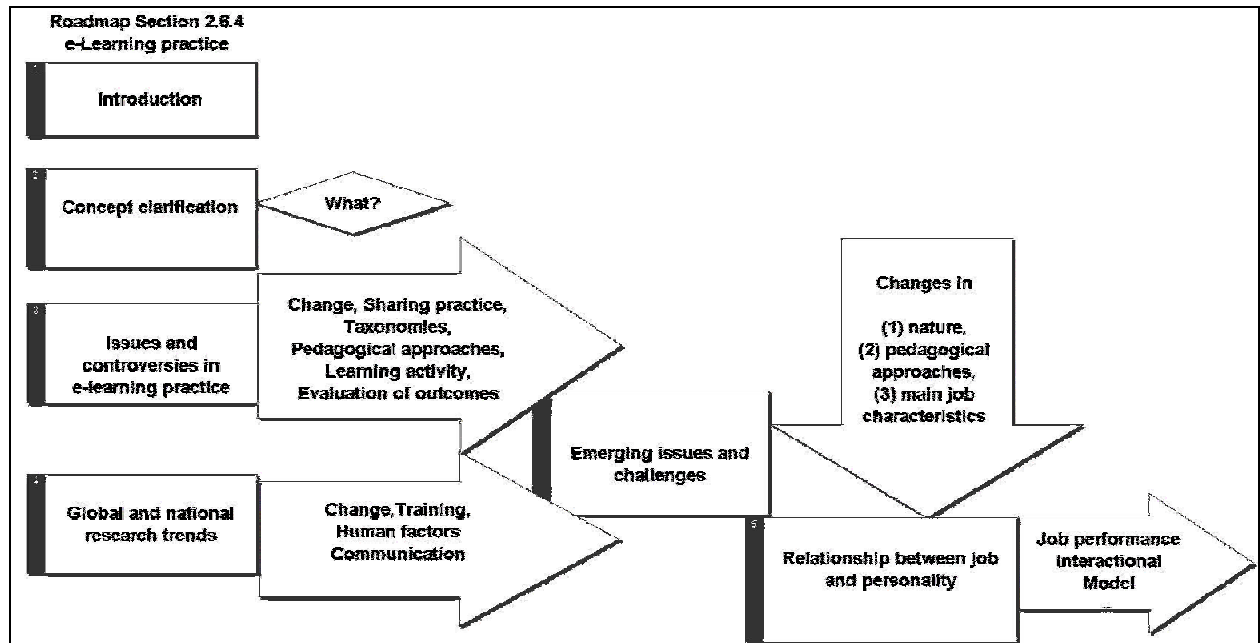 Roadmap Section 2.6.4
e-Learning practice
Introduction
2
Concept clarification
What?
3
Issues and
controversies in
e-learning practice
Change, Sharing practice,
Taxonomies,
Pedagogical approaches,
Learning activity,
Evaluation of outcomes
4
Global and national
research trends
Change,Training,
Human factors
Communication
Emerging issues and
challenges
Changes in
(1) nature,
(2) pedagogical
approaches,
(3) main job
characteristics
Relationship between job
and personality
Job performance
Interactional
Model